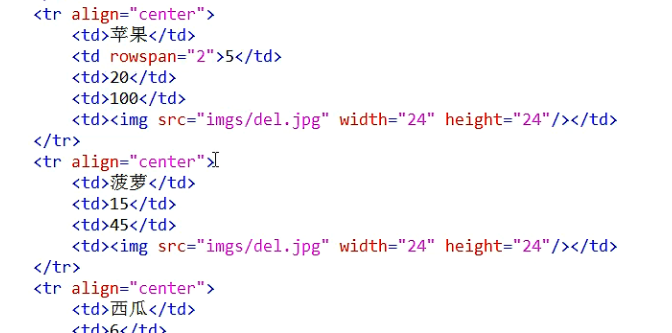 <tr align="center">
<td>苹果</td>
<td rowspan="2">5</td>
<td>20</td>
<td>100</td>
<td><img src="imgs/del.jpg" width="24" height="24"/></td>
</tr>
<tr align="center">
<td>菠萝</td>
<td>15</td>
<td>45</td>
<td><img src="imgs/del.jpg" width="24" height="24"/></td>
</tr>
<tr align="center">
<td>西瓜</td>
<td>6</td>